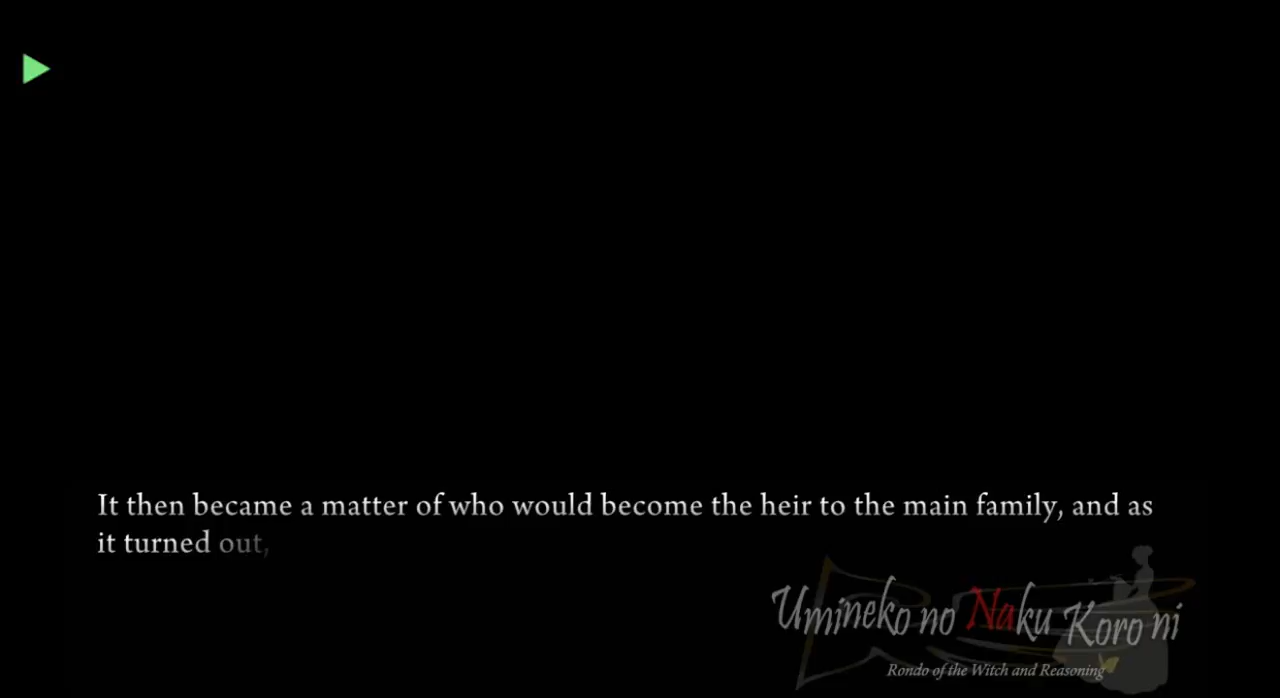 It then became a matter of who would become the heir to the main family, and as
it turned out,
Umineko no Naku Koro ni
Rondo of the Witch and Reasoning